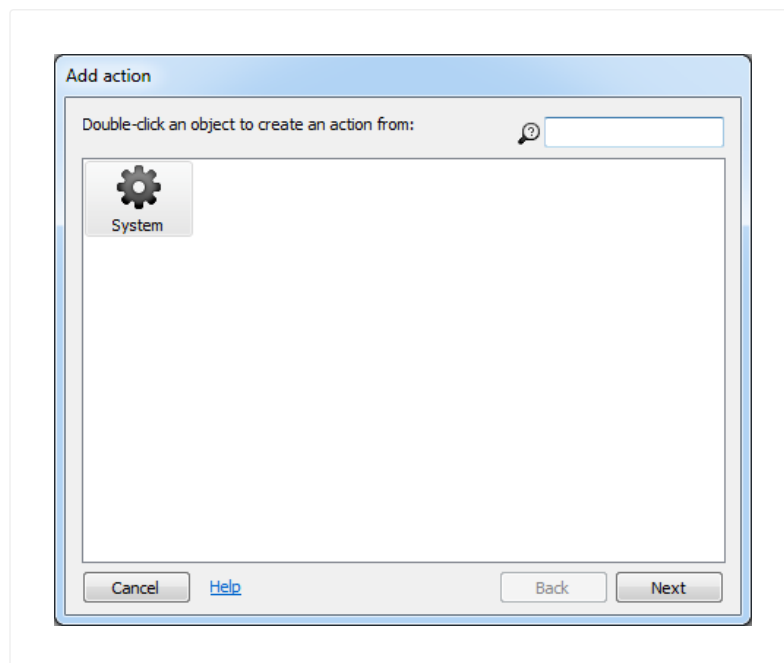 Add action
Double-click an object to create an action from:
System
Cancel
Help
Back
Next